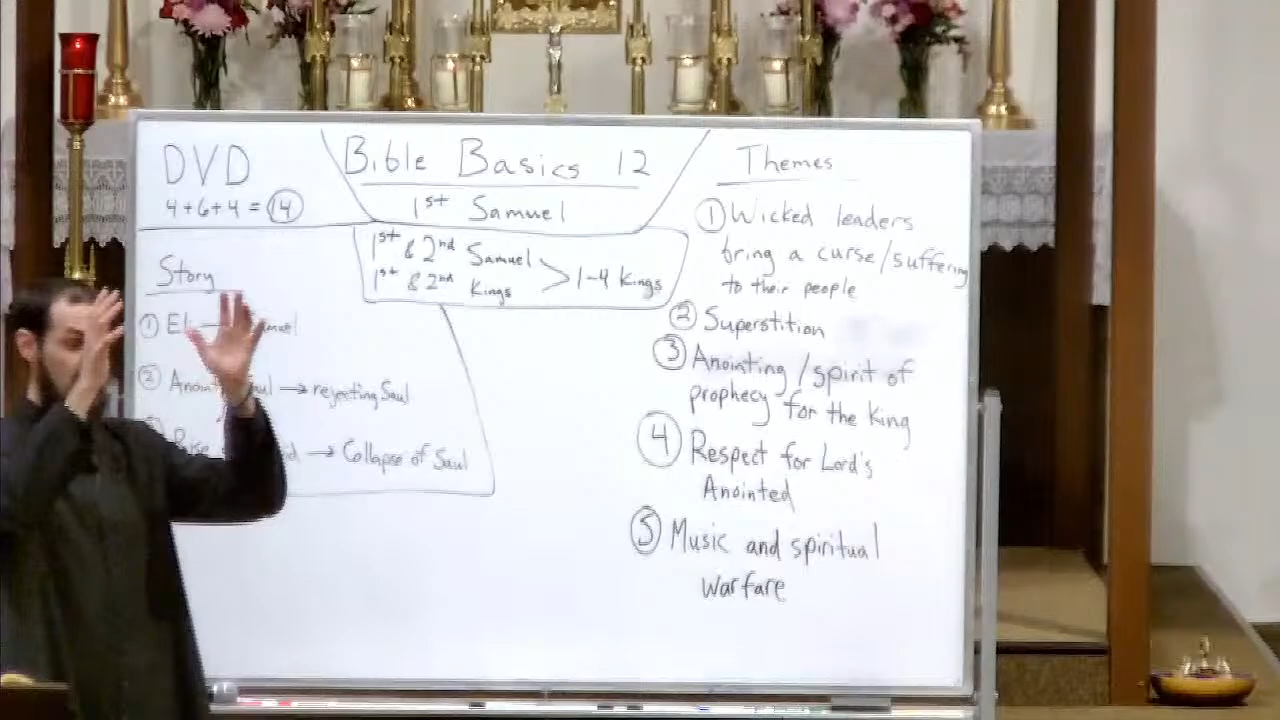 DVD
4+6+4 = 14
Bible Basics 12
1st Samuel
1st & 2nd Samuel
1st & 2nd Kings
> 1-4 Kings
Story
① El
② Anoin → rejecting Saul
Rise → Collapse of Saul
Themes
① Wicked leaders
bring a curse/suffering
to their people
② Superstition
③ Anointing/spirit of
prophecy for the King
④ Respect for Lord's
Anointed
⑤ Music and spiritual
warfare